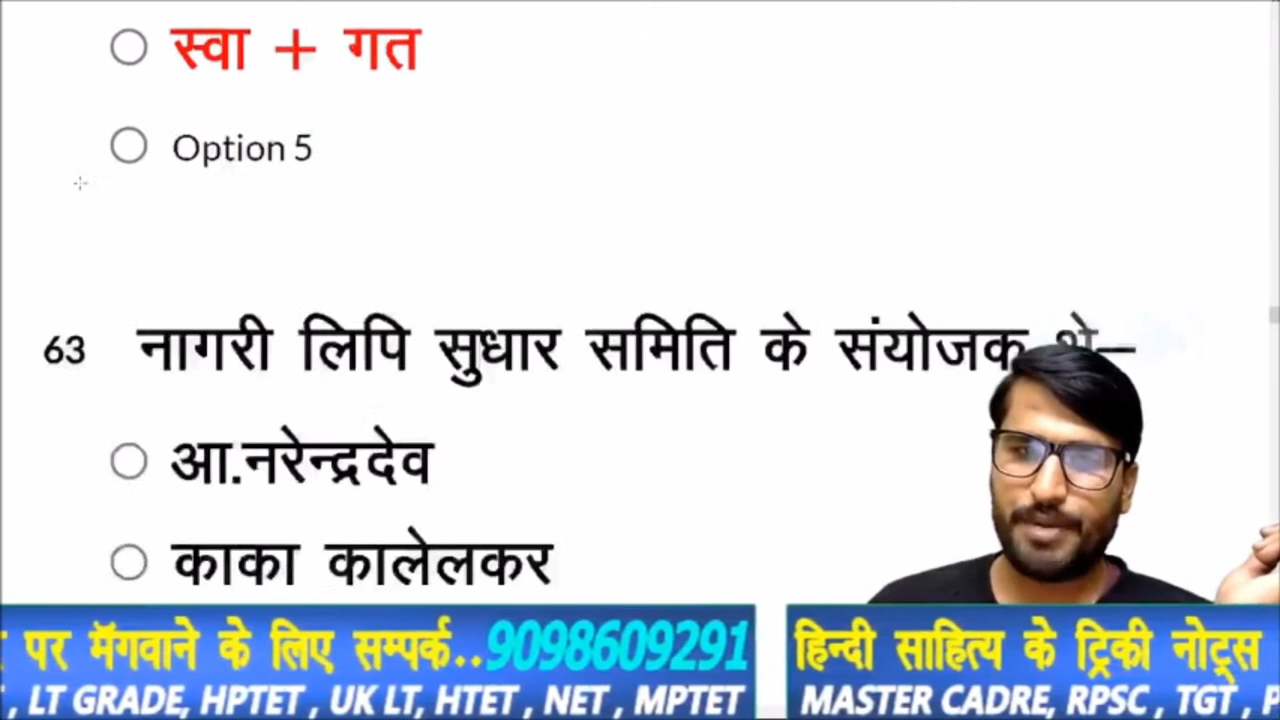 स्वा + गत
Option 5
63 नागरी लिपि सुधार समिति के संयोजक थे–
आ.नरेन्द्रदेव
काका कालेलकर
पर मॅंगवाने के लिए सम्पर्क..9098609291 हिन्दी साहित्य के ट्रिकी नोट्स
, LT GRADE, HPTET , UK LT, HTET , NET , MPTET MASTER CADRE, RPSC , TGT , P